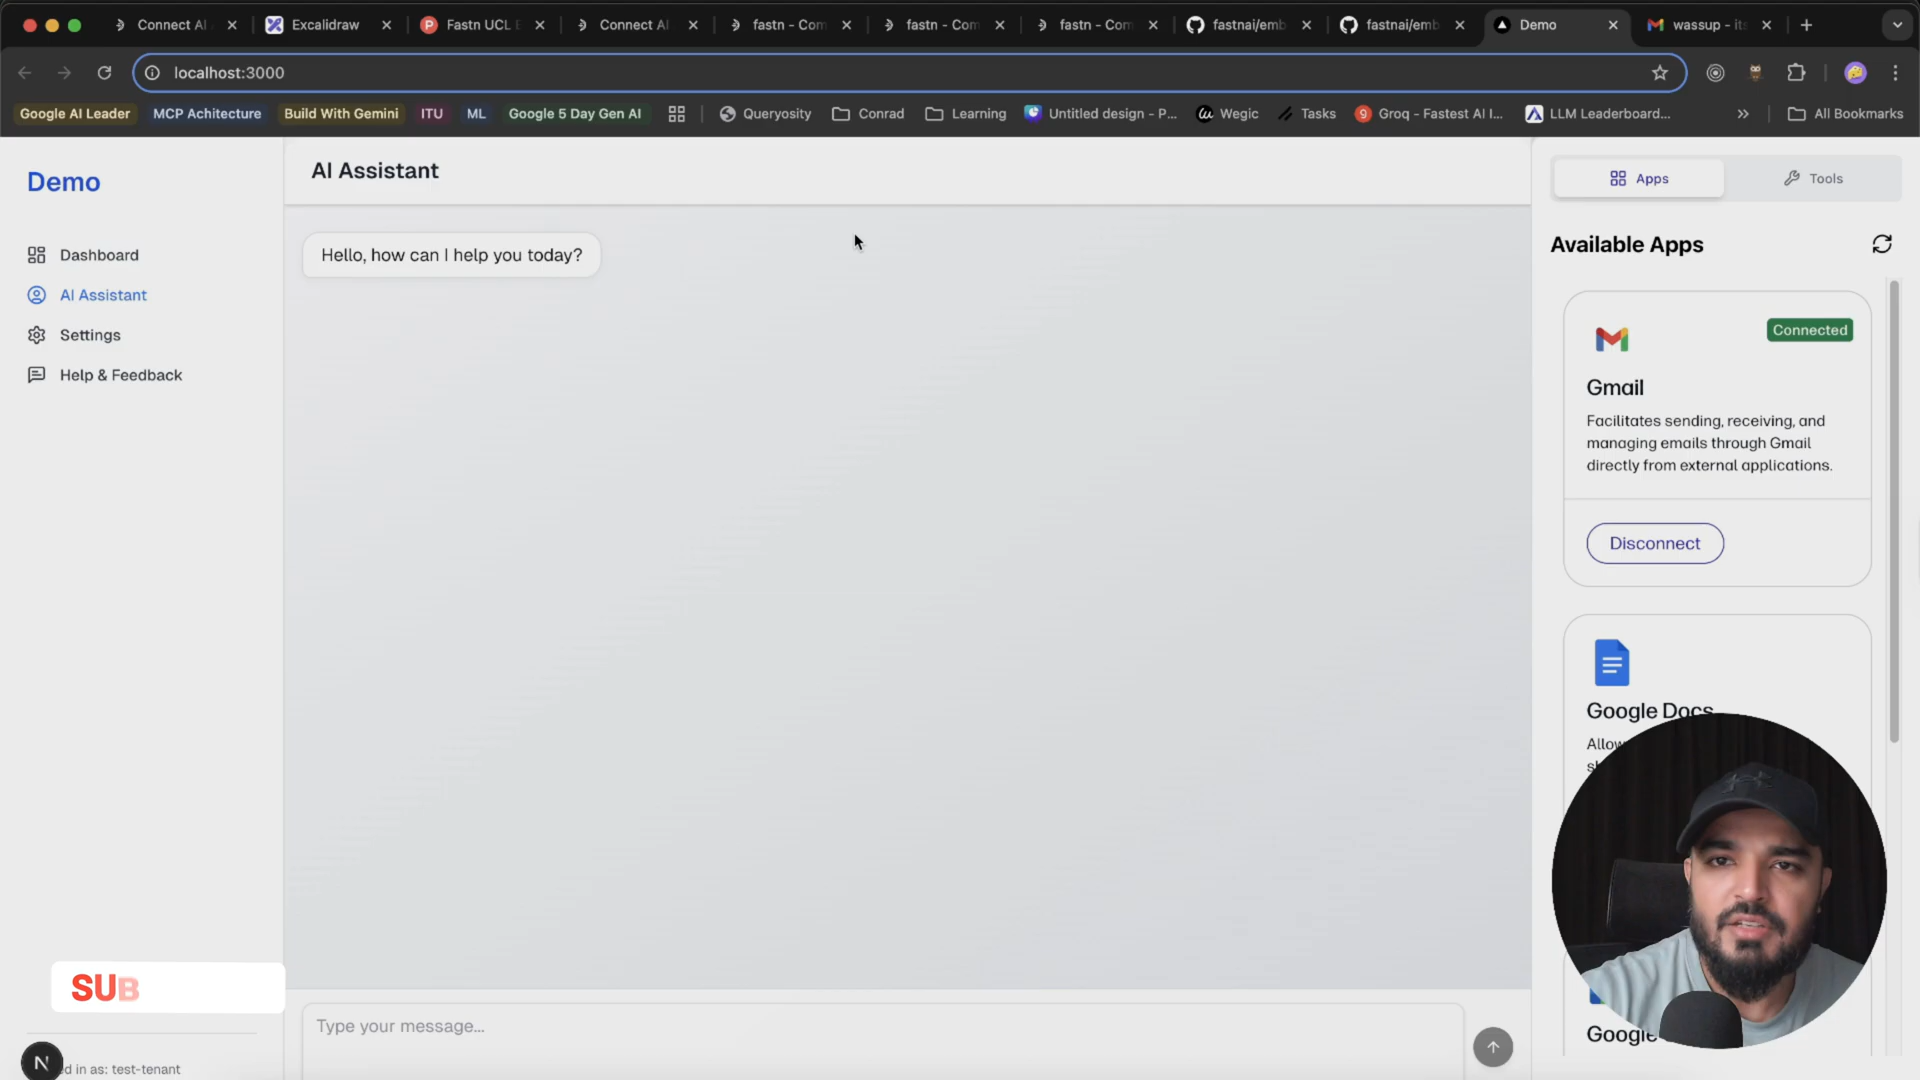 Connect AI
Excalidraw
Fastn UCL
Connect AI
fastn - Com
fastn - Com
fastn - Com
fastnai/emb
fastnai/emb
Demo
wassup - its
localhost:3000
Google AI Leader
MCP Achitecture
Build With Gemini
ITU
ML
Google 5 Day Gen AI
Queryosity
Conrad
Learning
Untitled design - P...
Wegic
Tasks
Groq - Fastest AI I...
LLM Leaderboard...
»
All Bookmarks
Demo
Dashboard
AI Assistant
Settings
Help & Feedback
AI Assistant
Hello, how can I help you today?
Apps
Tools
Available Apps
Connected
Gmail
Facilitates sending, receiving, and
managing emails through Gmail
directly from external applications.
Disconnect
Google Docs
SUB
Type your message...
N
in as: test-tenant
Google